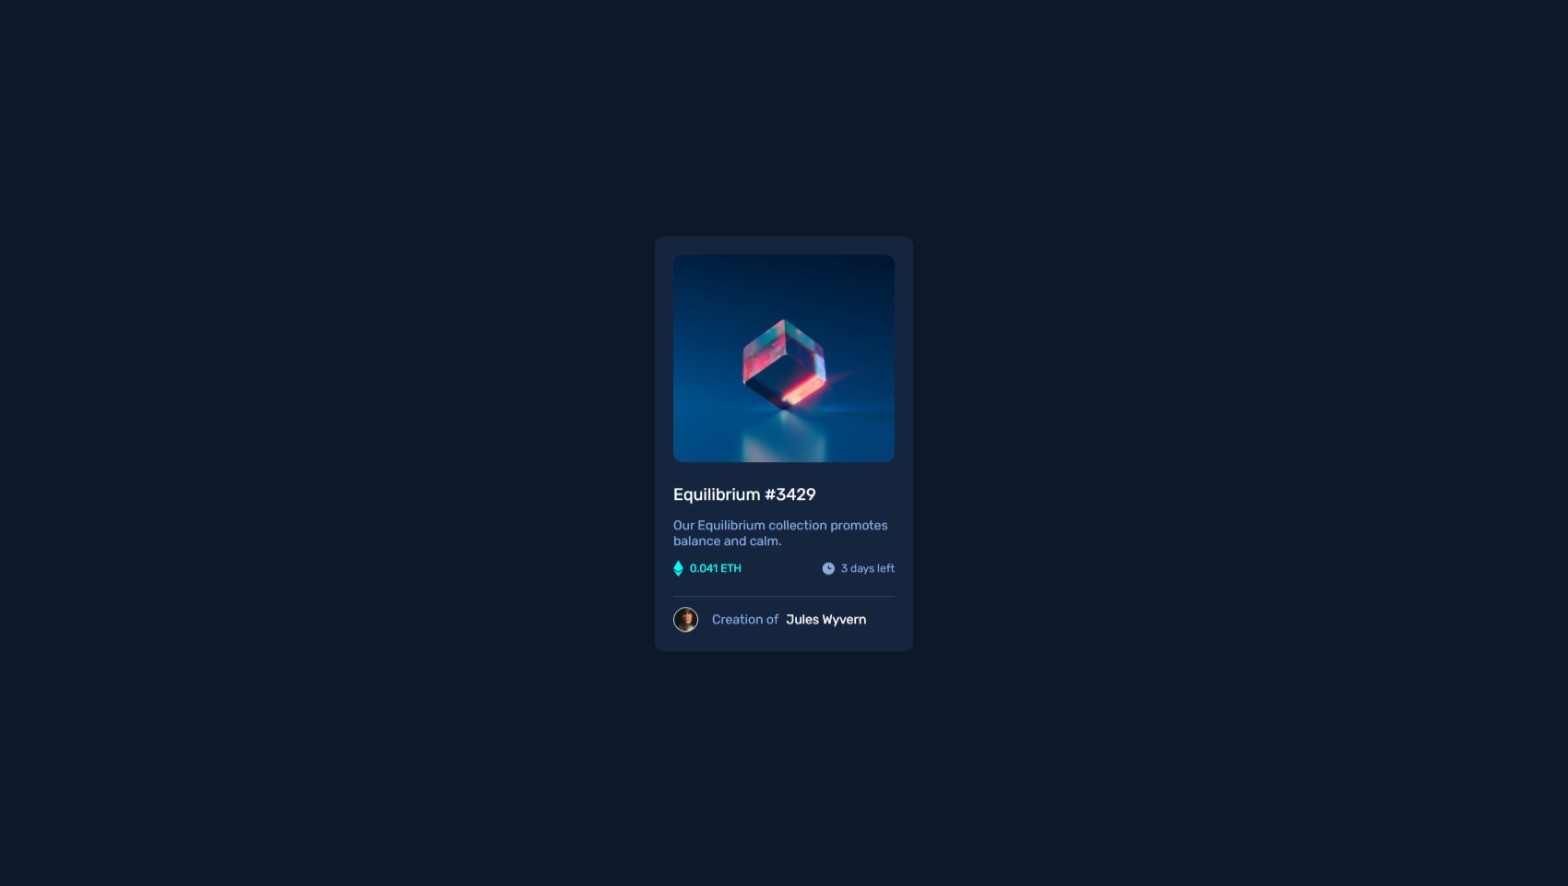 Equilibrium #3429
Our Equilibrium collection promotes
balance and calm.
0.041 ETH
3 days left
Creation of Jules Wyvern